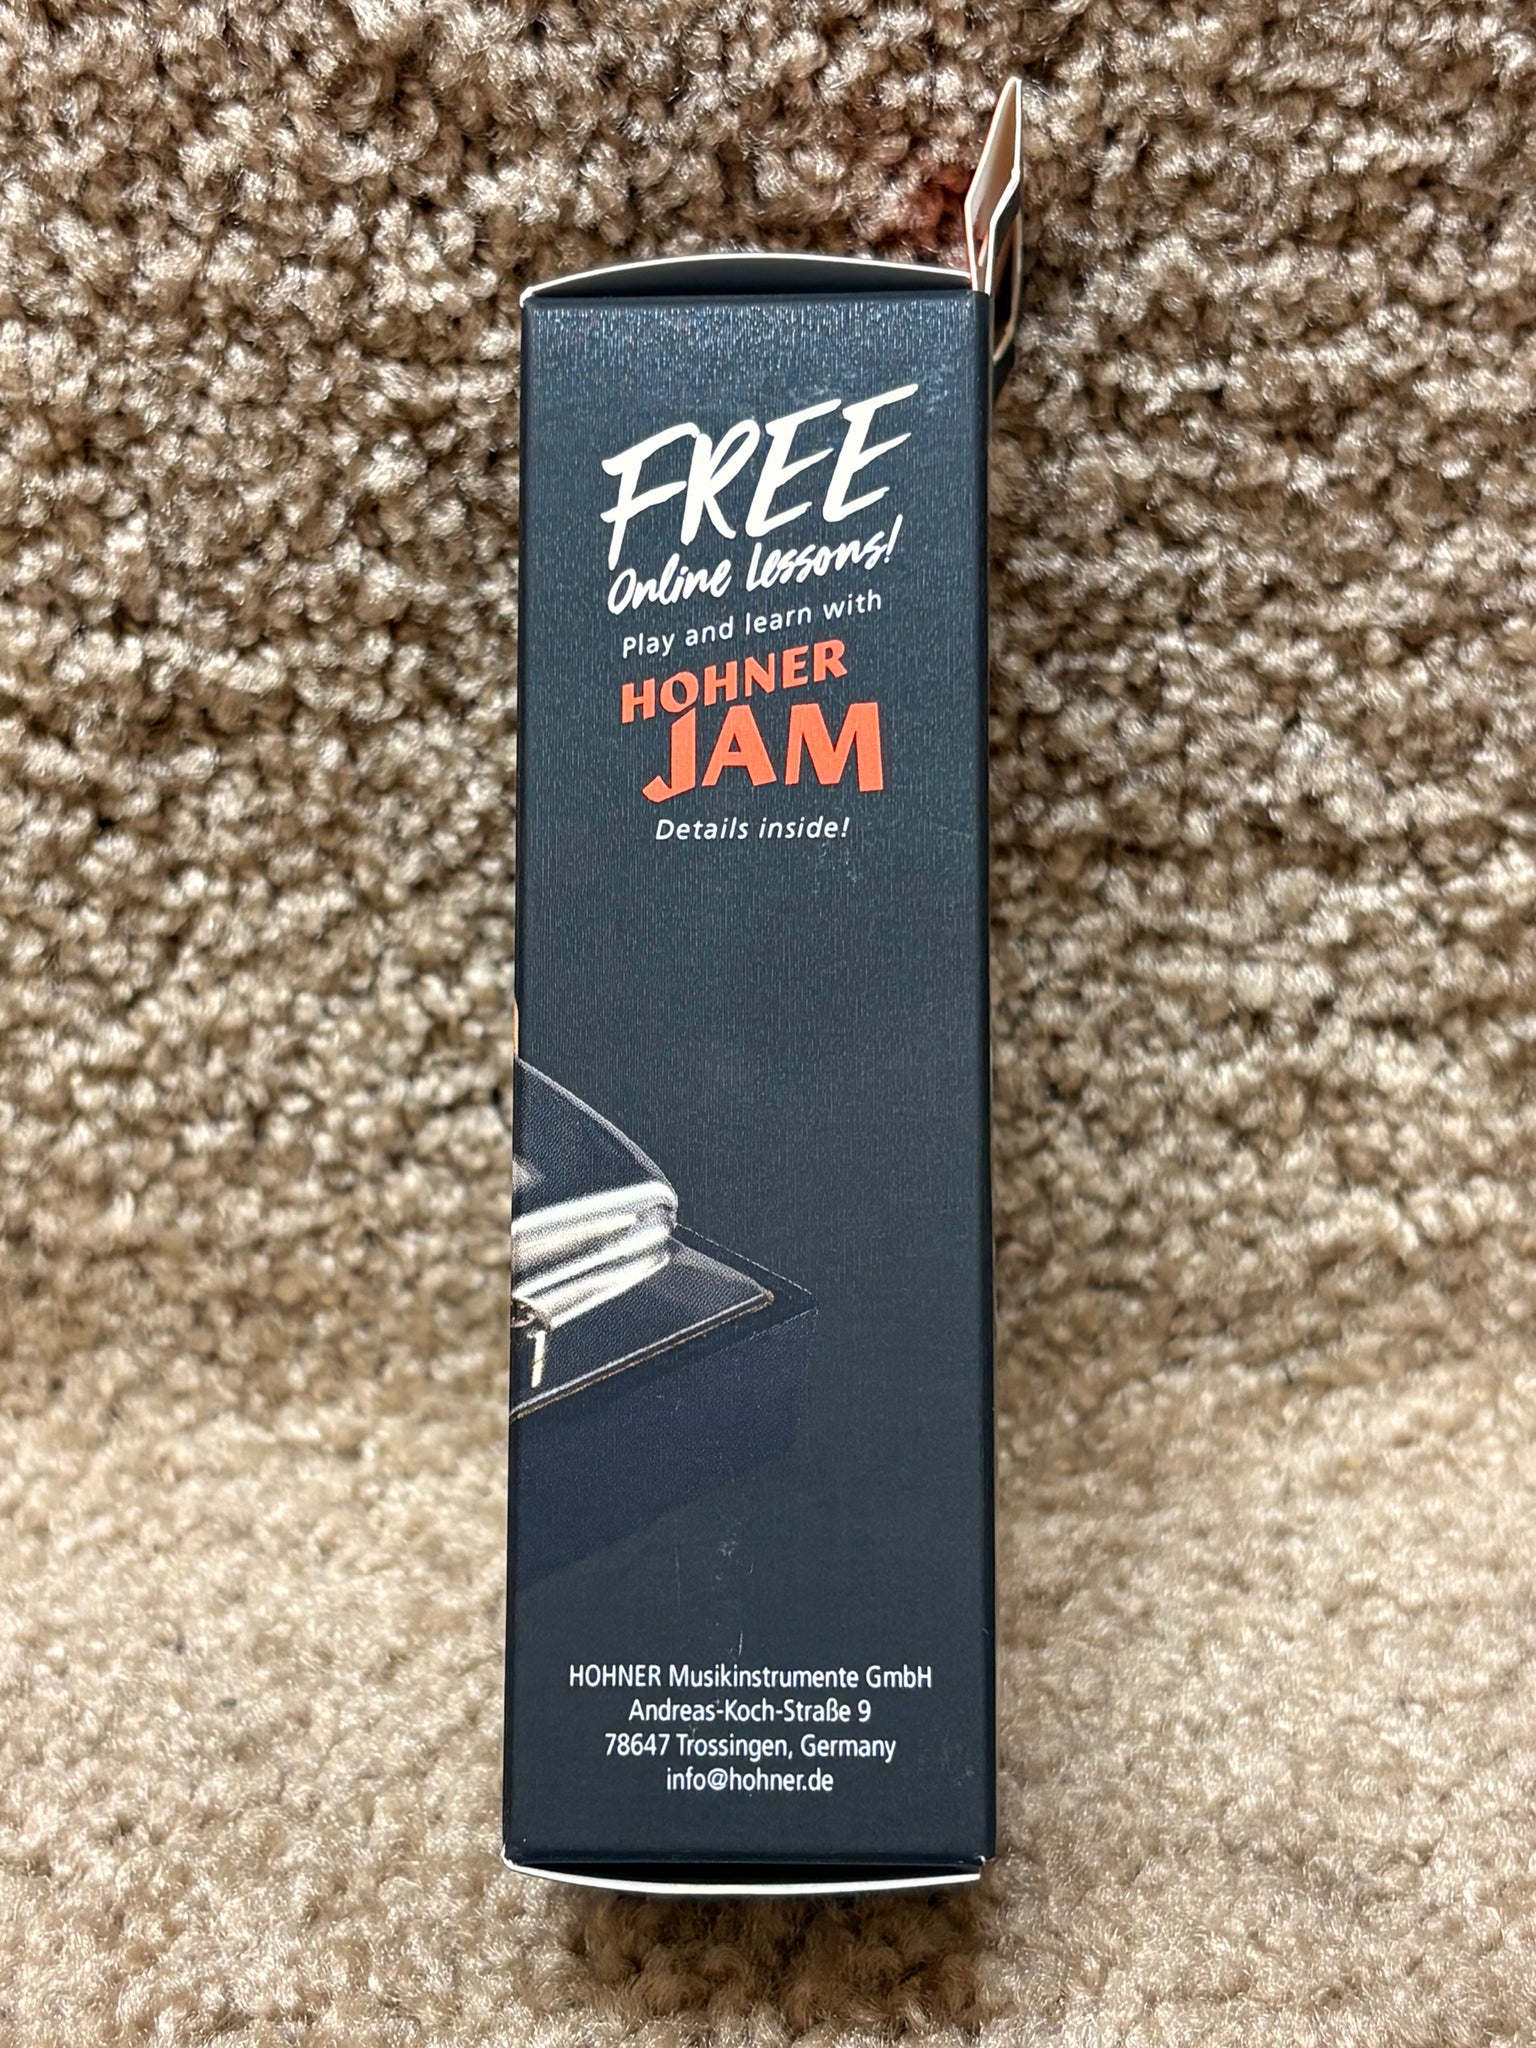 FREE
Online Lessons!
Play and learn with
HOHNER
JAM
Details inside!
1
HOHNER Musikinstrumente GmbH
Andreas-Koch-Straße 9
78647 Trossingen, Germany
info@hohner.de